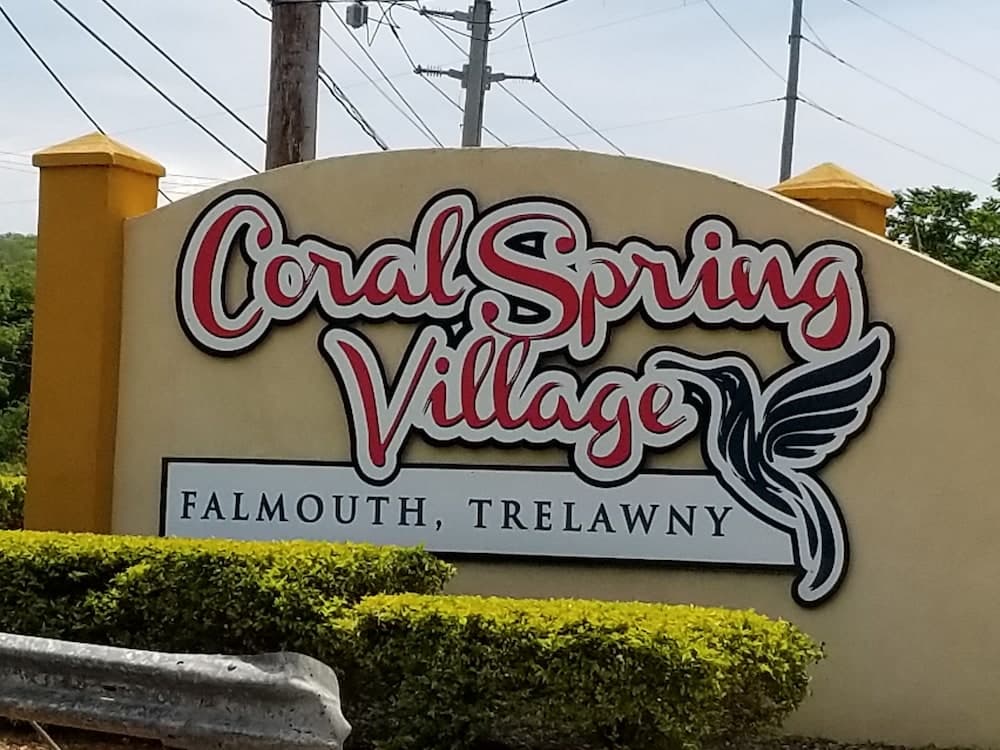 Coral Spring
Village
FALMOUTH, TRELAWNY